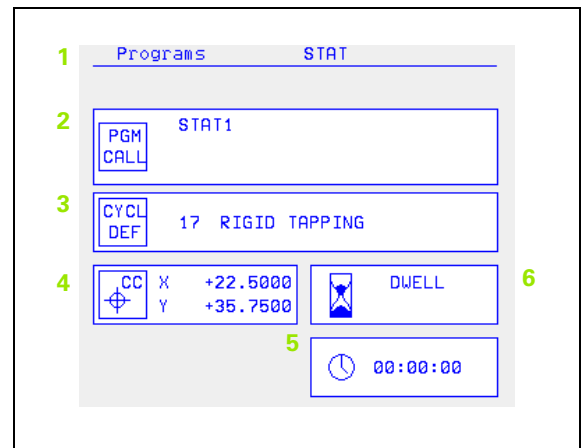 1 Programs STAT
2 PGM CALL STAT1
3 CYCL DEF 17 RIGID TAPPING
4 CC X +22.5000
Y +35.7500
DWELL 6
5
00:00:00